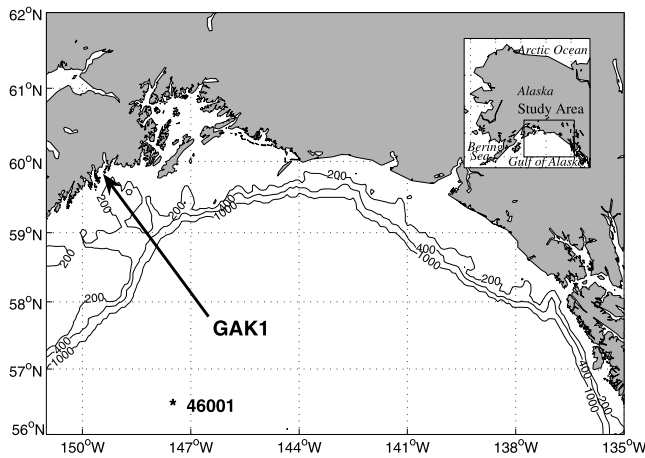 62°N
61°N
60°N
59°N
58°N
57°N
56°N
150°W
147°W
144°W
141°W
138°W
135°W
Arctic Ocean
Alaska
Study Area
Bering
Sea
Gulf of Alaska
200
200
200
200
400
1000
200
400
1000
200
400
1000
200
400
1000
200
GAK1
* 46001